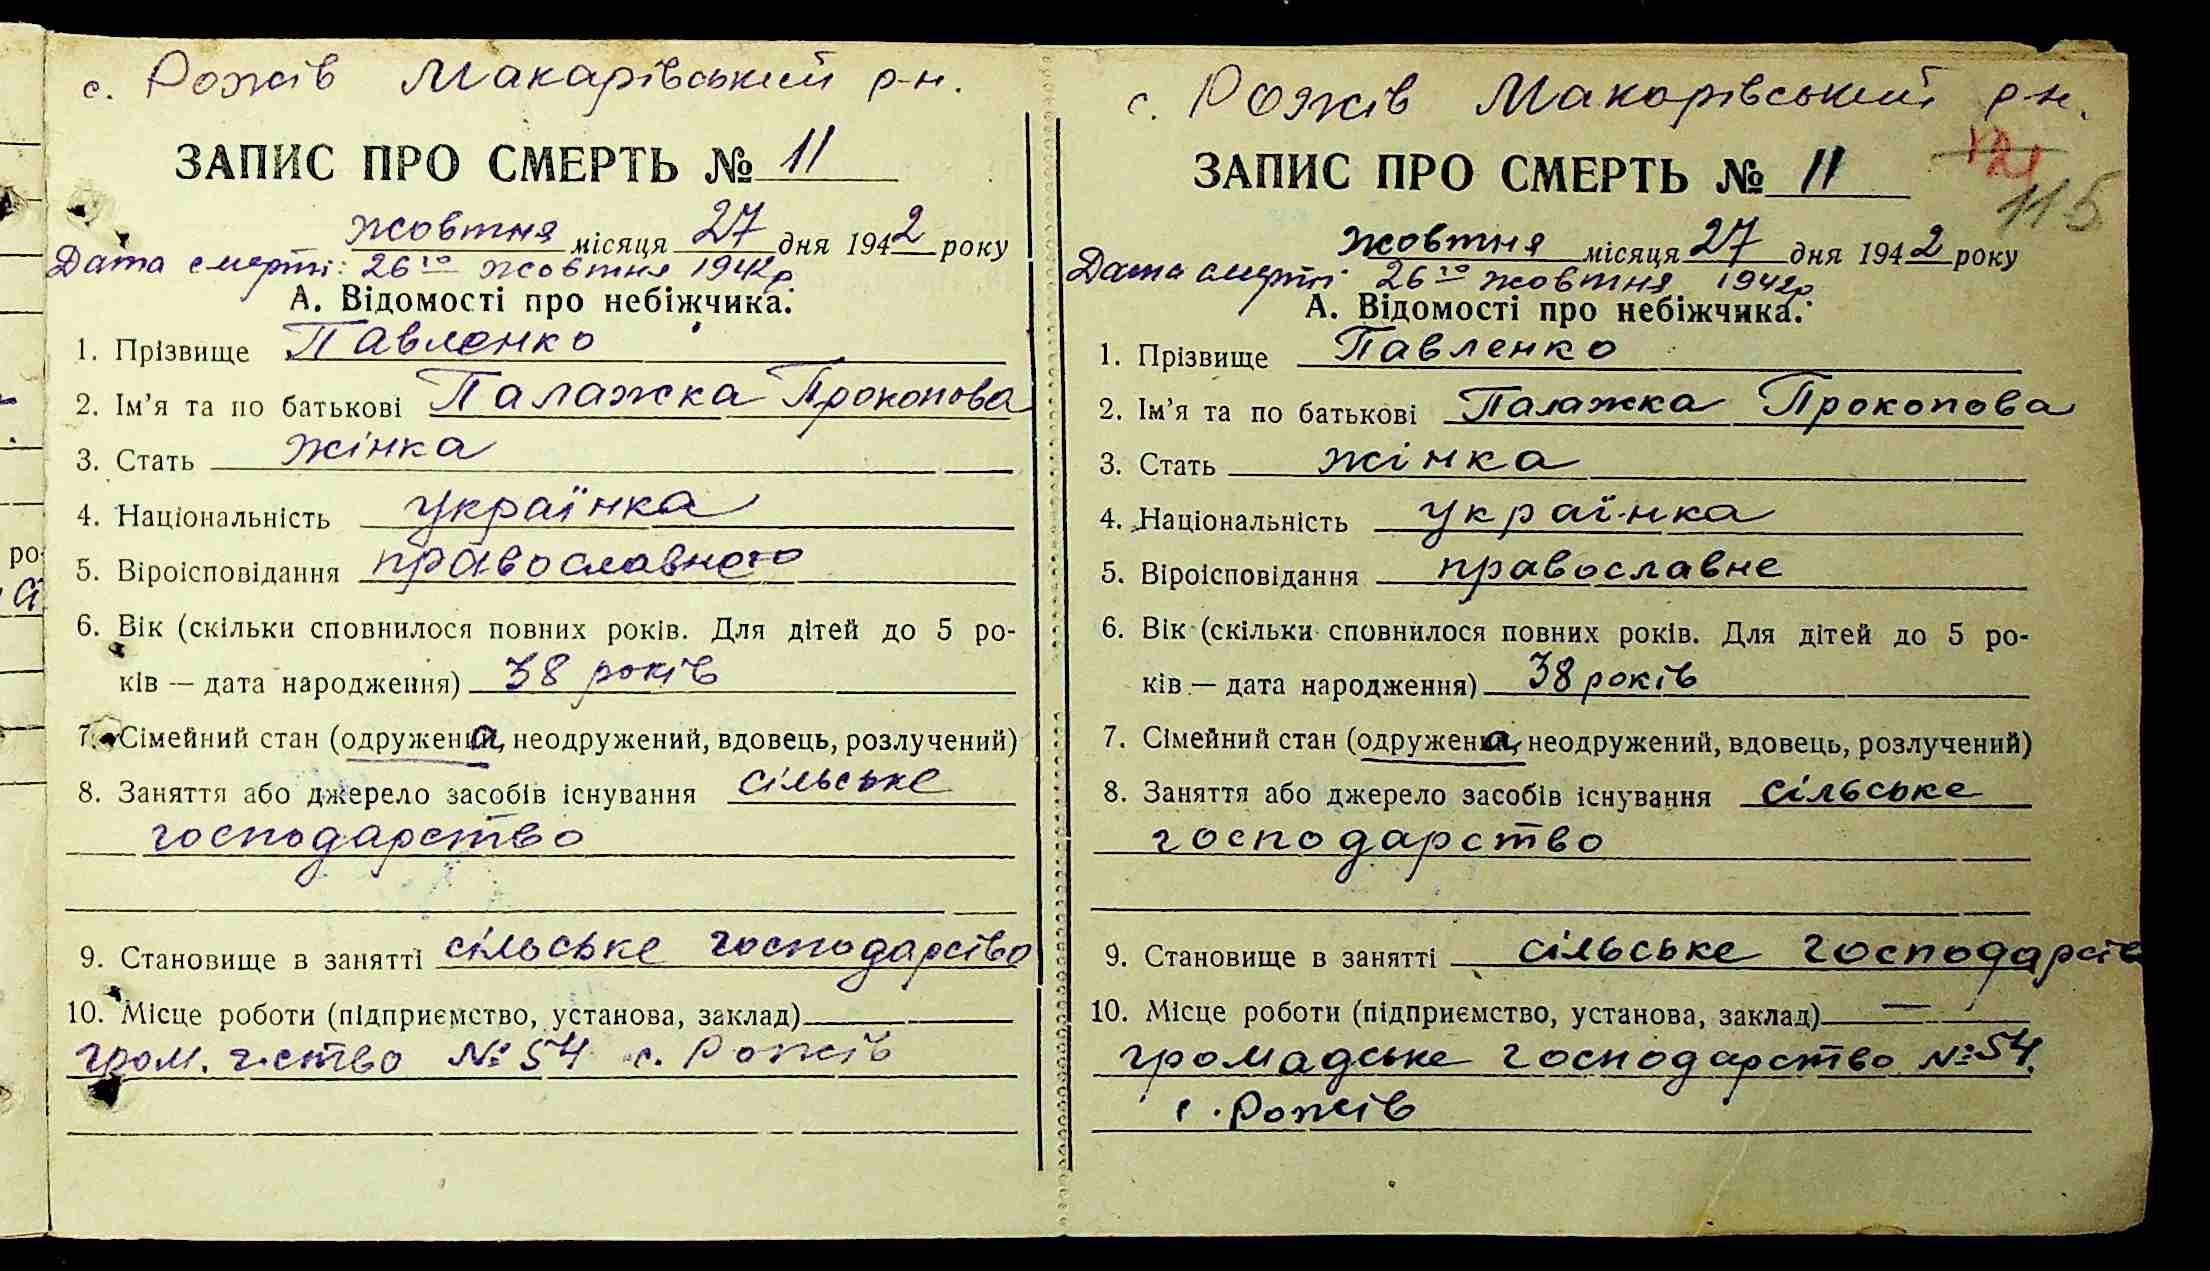 с. Рожів Макарівський р-н.
ЗАПИС ПРО СМЕРТЬ № 11
жовтня місяця 27 дня 1942 року
Дата смерті: 26го жовтня 1942р.
А. Відомості про небіжчика:
1. Прізвище Павленко
2. Ім'я та по батькові Палажка Прокопова
3. Стать жінка
4. Національність українка
5. Віроісповідання православного
6. Вік (скільки сповнилося повних років. Для дітей до 5 ро-
ків — дата народження) 38 років
7. Сімейний стан (одружена, неодружений, вдовець, розлучений)
8. Заняття або джерело засобів існування сільське
господарство
9. Становище в занятті сільське господарство
10. Місце роботи (підприємство, установа, заклад)
гром. г-ство № 54 с. Рожів
с. Рожів Макарівський р-н.
ЗАПИС ПРО СМЕРТЬ № 11
121
115
жовтня місяця 27 дня 1942 року
Дата смерті 26го жовтня 1942р.
А. Відомості про небіжчика:
1. Прізвище Павленко
2. Ім'я та по батькові Палажка Прокопова
3. Стать жінка
4. Національність українка
5. Віроісповідання православне
6. Вік (скільки сповнилося повних років. Для дітей до 5 ро-
ків — дата народження) 38 років
7. Сімейний стан (одружена, неодружений, вдовець, розлучений)
8. Заняття або джерело засобів існування сільське
господарство
9. Становище в занятті сільське господарств
10. Місце роботи (підприємство, установа, заклад) —
громадське господарство № 54.
с. Рожів